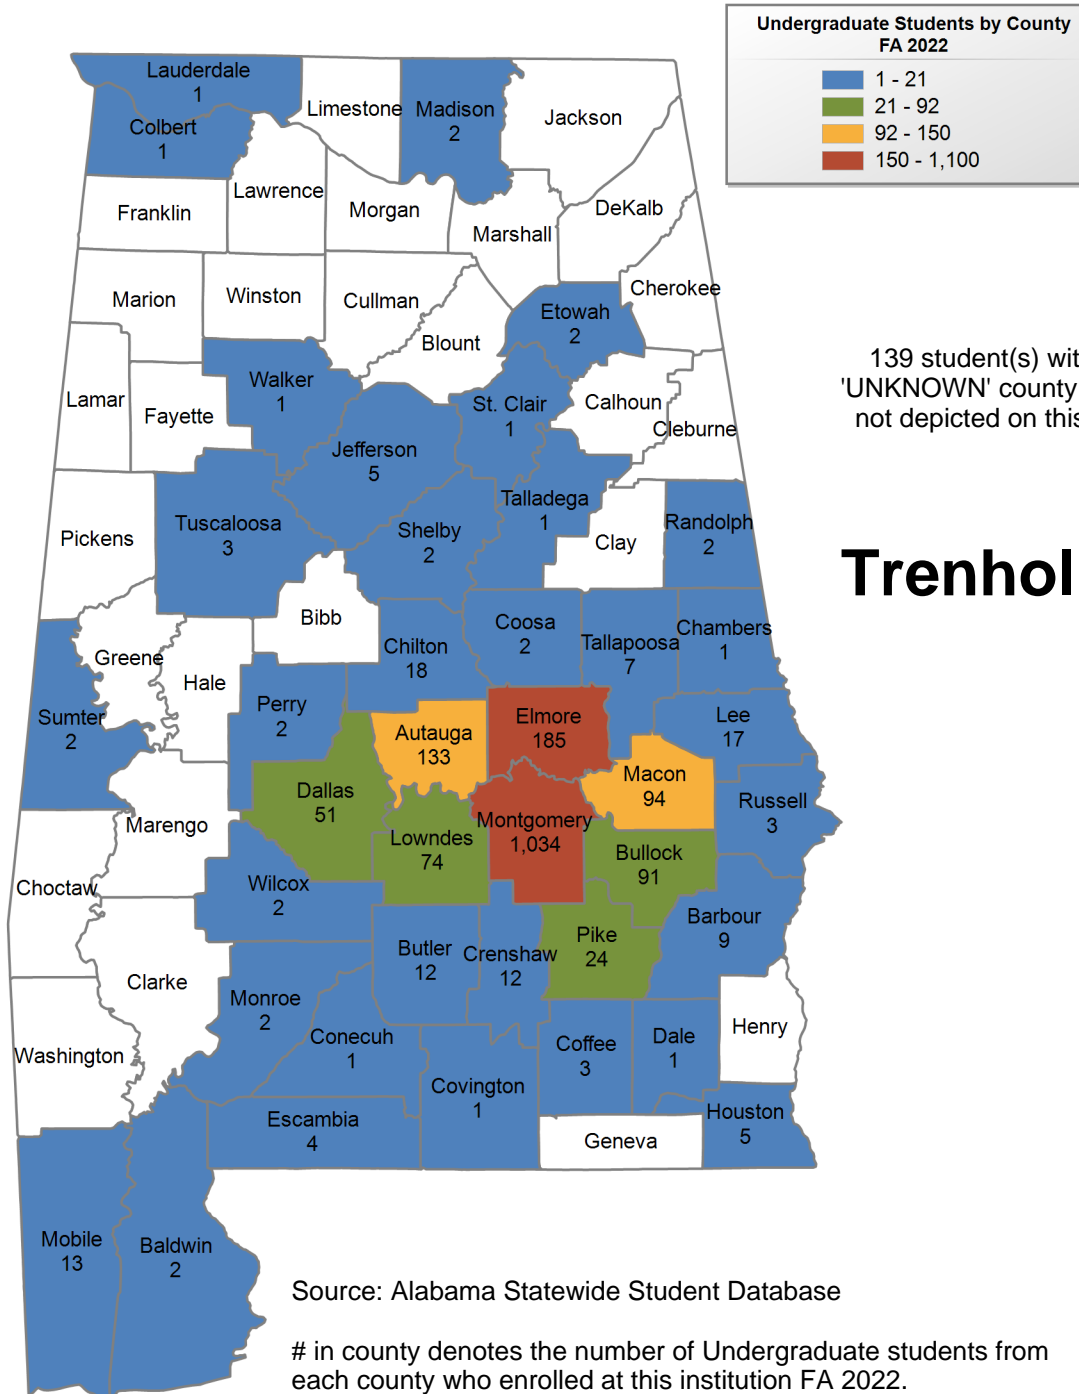 Undergraduate Students by County
FA 2022
1 - 21
21 - 92
92 - 150
150 - 1,100
Lauderdale
1
Limestone
Madison
2
Jackson
Colbert
1
Lawrence
Franklin
Morgan
DeKalb
Marshall
Marion
Winston
Cullman
Cherokee
Etowah
2
Blount
139 student(s) wit
'UNKNOWN' county
not depicted on this
Walker
1
Lamar
Fayette
St. Clair
1
Calhoun
Cleburne
Jefferson
5
Talladega
1
Tuscaloosa
3
Shelby
2
Randolph
2
Pickens
Clay
Trenhol
Bibb
Coosa
2
Chambers
1
Tallapoosa
7
Chilton
18
Greene
Hale
Sumter
2
Perry
2
Elmore
185
Lee
17
Autauga
133
Macon
94
Dallas
51
Russell
3
Marengo
Montgomery
1,034
Lowndes
74
Bullock
91
Choctaw
Wilcox
2
Barbour
9
Pike
24
Butler
12
Crenshaw
12
Clarke
Monroe
2
Henry
Conecuh
1
Coffee
3
Dale
1
Washington
Covington
1
Escambia
4
Houston
5
Geneva
Mobile
13
Baldwin
2
Source: Alabama Statewide Student Database
# in county denotes the number of Undergraduate students from
each county who enrolled at this institution FA 2022.